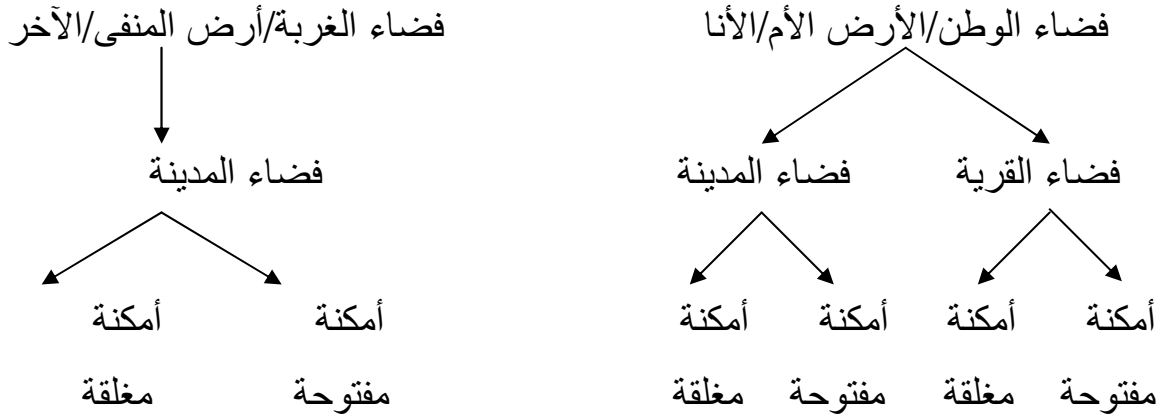 فضاء الوطن/الأرض الأم/الأنا فضاء الغربة/أرض المنفى/الآخر
فضاء القرية فضاء المدينة فضاء المدينة
أمكنة أمكنة أمكنة أمكنة أمكنة أمكنة
مفتوحة مغلقة مفتوحة مغلقة مفتوحة مغلقة